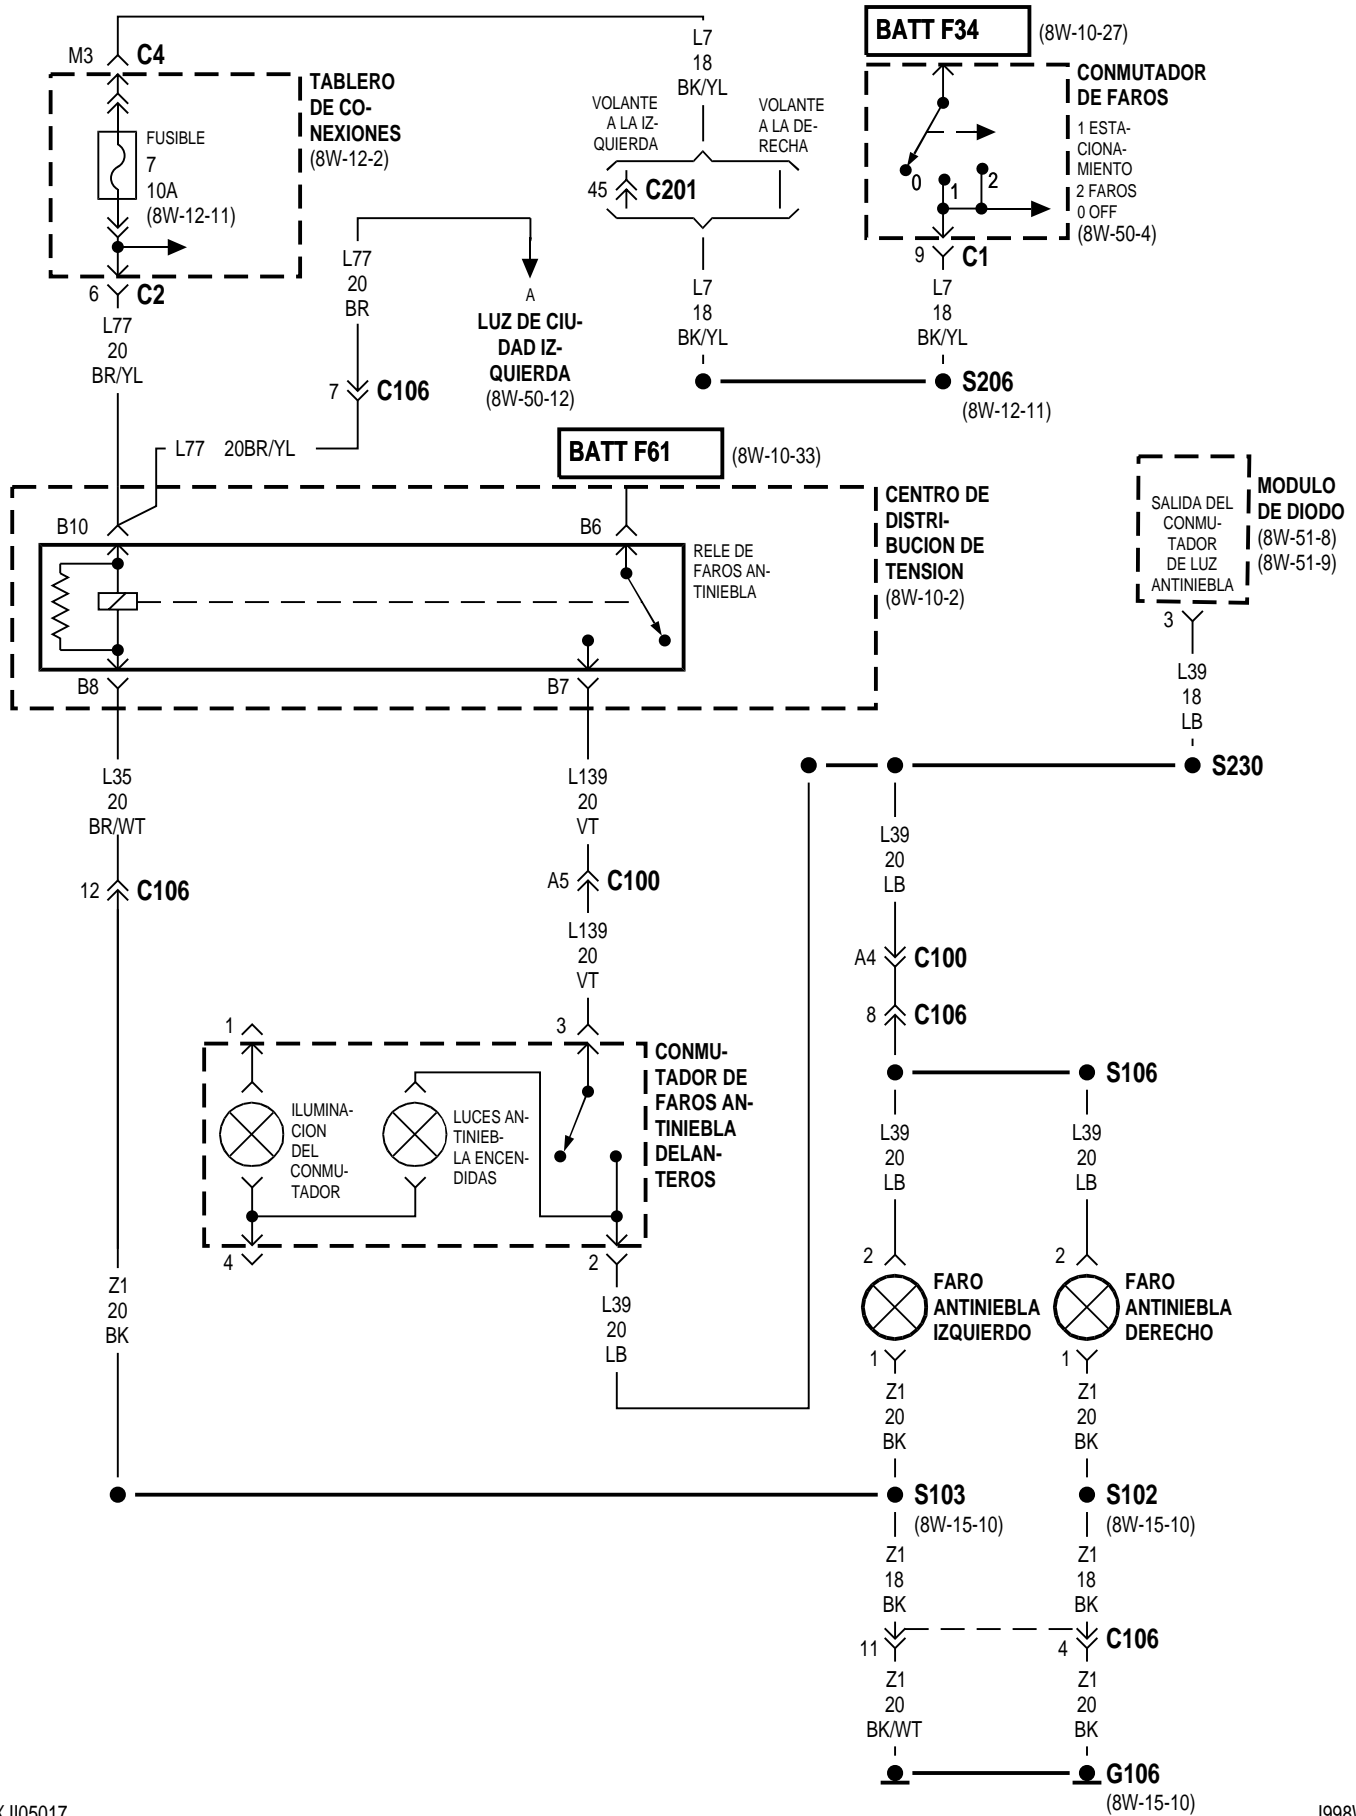 M3
C4
TABLERO
DE CO-
NEXIONES
(8W-12-2)
FUSIBLE
7
10A
(8W-12-11)
6
C2
L77
20
BR/YL
L77
20
BR
7
C106
L77 20BR/YL
A
LUZ DE CIU-
DAD IZ-
QUIERDA
(8W-50-12)
L7
18
BK/YL
VOLANTE
A LA IZ-
QUIERDA
VOLANTE
A LA DE-
RECHA
45
C201
L7
18
BK/YL
BATT F34
(8W-10-27)
CONMUTADOR
DE FAROS
1 ESTA-
CIONA-
MIENTO
2 FAROS
0 OFF
(8W-50-4)
0
1
2
9
C1
L7
18
BK/YL
S206
(8W-12-11)
BATT F61
(8W-10-33)
CENTRO DE
DISTRI-
BUCION DE
TENSION
(8W-10-2)
B10
B6
RELE DE
FAROS AN-
TINIEBLA
B8
B7
MODULO
DE DIODO
(8W-51-8)
(8W-51-9)
SALIDA DEL
CONMU-
TADOR
DE LUZ
ANTINIEBLA
3
L39
18
LB
S230
L35
20
BR/WT
12
C106
L139
20
VT
A5
C100
L139
20
VT
L39
20
LB
A4
C100
8
C106
S106
1
3
CONMU-
TADOR DE
FAROS AN-
TINIEBLA
DELAN-
TEROS
ILUMINA-
CION
DEL
CONMU-
TADOR
LUCES AN-
TINIEB-
LA ENCEN-
DIDAS
4
2
L39
20
LB
L39
20
LB
L39
20
LB
2
FARO
ANTINIEBLA
IZQUIERDO
2
FARO
ANTINIEBLA
DERECHO
1
1
Z1
20
BK
Z1
20
BK
Z1
20
BK
S103
(8W-15-10)
S102
(8W-15-10)
Z1
18
BK
Z1
18
BK
11
4
C106
Z1
20
BK/WT
Z1
20
BK
G106
(8W-15-10)